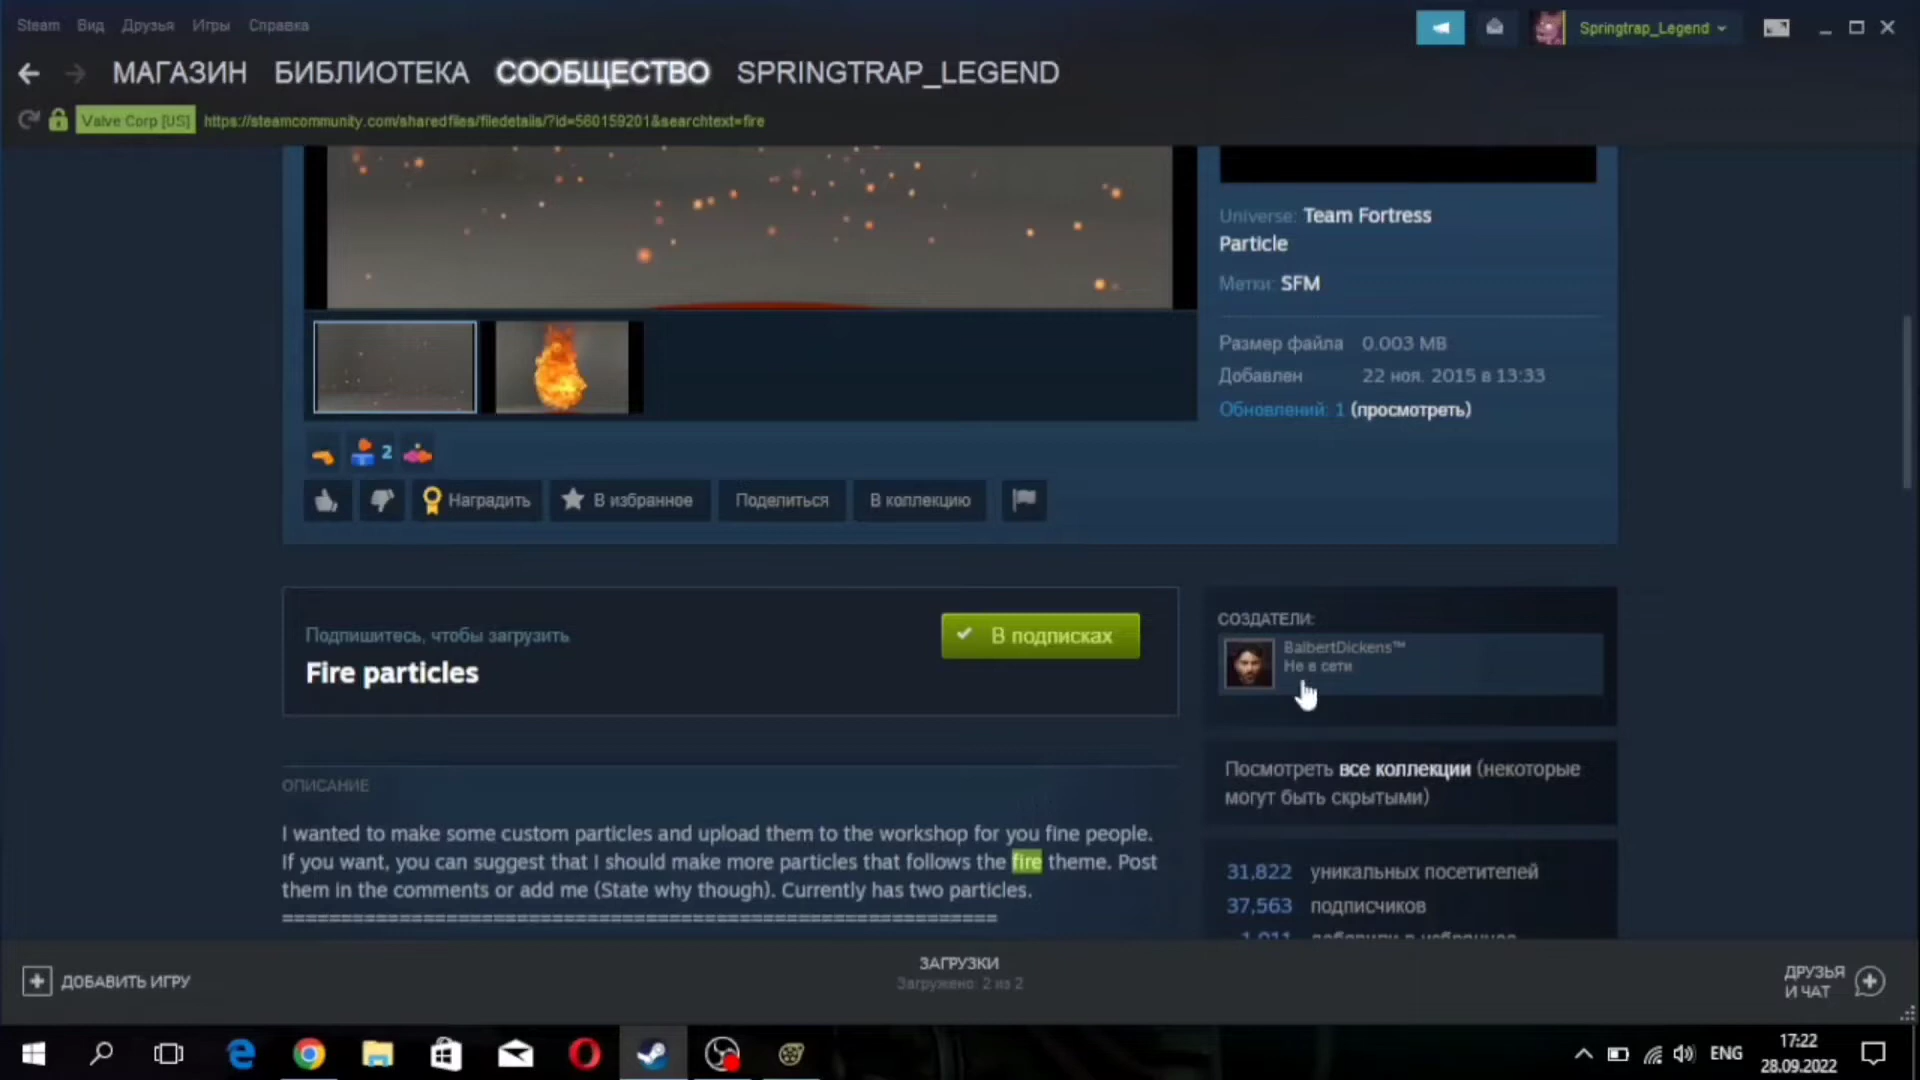 Steam Вид Друзья Игры Справка
Springtrap_Legend
МАГАЗИН БИБЛИОТЕКА СООБЩЕСТВО SPRINGTRAP_LEGEND
Valve Corp [US] https://steamcommunity.com/sharedfiles/filedetails/?id=560159201&searchtext=fire
Universe: Team Fortress
Particle
Метки: SFM
Размер файла 0.003 MB
Добавлен 22 ноя. 2015 в 13:33
Обновлений: 1 (просмотреть)
2
Наградить В избранное Поделиться В коллекцию
Подпишитесь, чтобы загрузить
Fire particles
В подписках
СОЗДАТЕЛИ:
BalbertDickens™
Не в сети
Посмотреть все коллекции (некоторые
могут быть скрытыми)
ОПИСАНИЕ
I wanted to make some custom particles and upload them to the workshop for you fine people.
If you want, you can suggest that I should make more particles that follows the fire theme. Post
them in the comments or add me (State why though). Currently has two particles.
=============================================================
31,822 уникальных посетителей
37,563 подписчиков
ДОБАВИТЬ ИГРУ
ЗАГРУЗКИ
Загружено: 2 из 2
ДРУЗЬЯ
И ЧАТ
ENG
17:22
28.09.2022